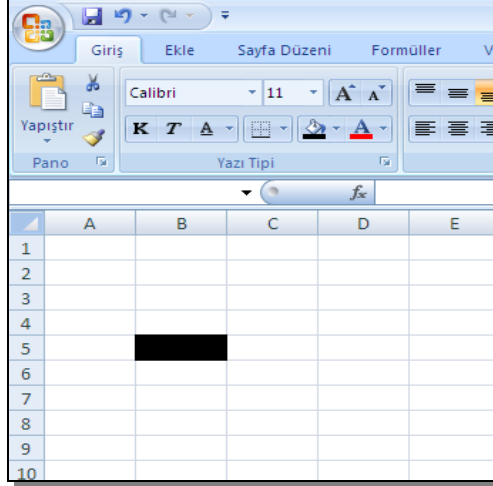 Giriş Ekle Sayfa Düzeni Formüller V
Calibri 11 A A
Yapıştır K T A A
Pano Yazı Tipi
fx
A B C D E
1
2
3
4
5
6
7
8
9
10